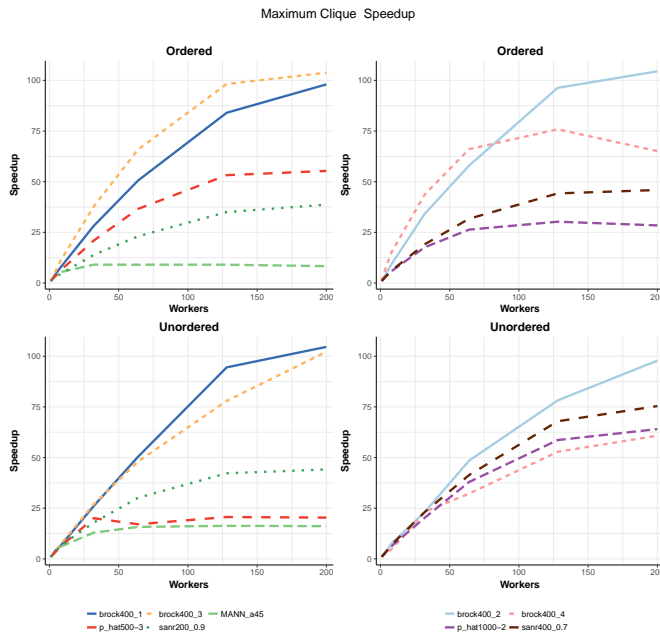 Maximum Clique  Speedup
Ordered
100
75
50
25
0
Speedup
0 50 100 150 200
Workers
Ordered
100
75
50
25
0
Speedup
0 50 100 150 200
Workers
Unordered
100
75
50
25
0
Speedup
0 50 100 150 200
Workers
Unordered
100
75
50
25
0
Speedup
0 50 100 150 200
Workers
brock400_1 brock400_3 MANN_a45
p_hat500-3 sanr200_0.9
brock400_2 brock400_4
p_hat1000-2 sanr400_0.7